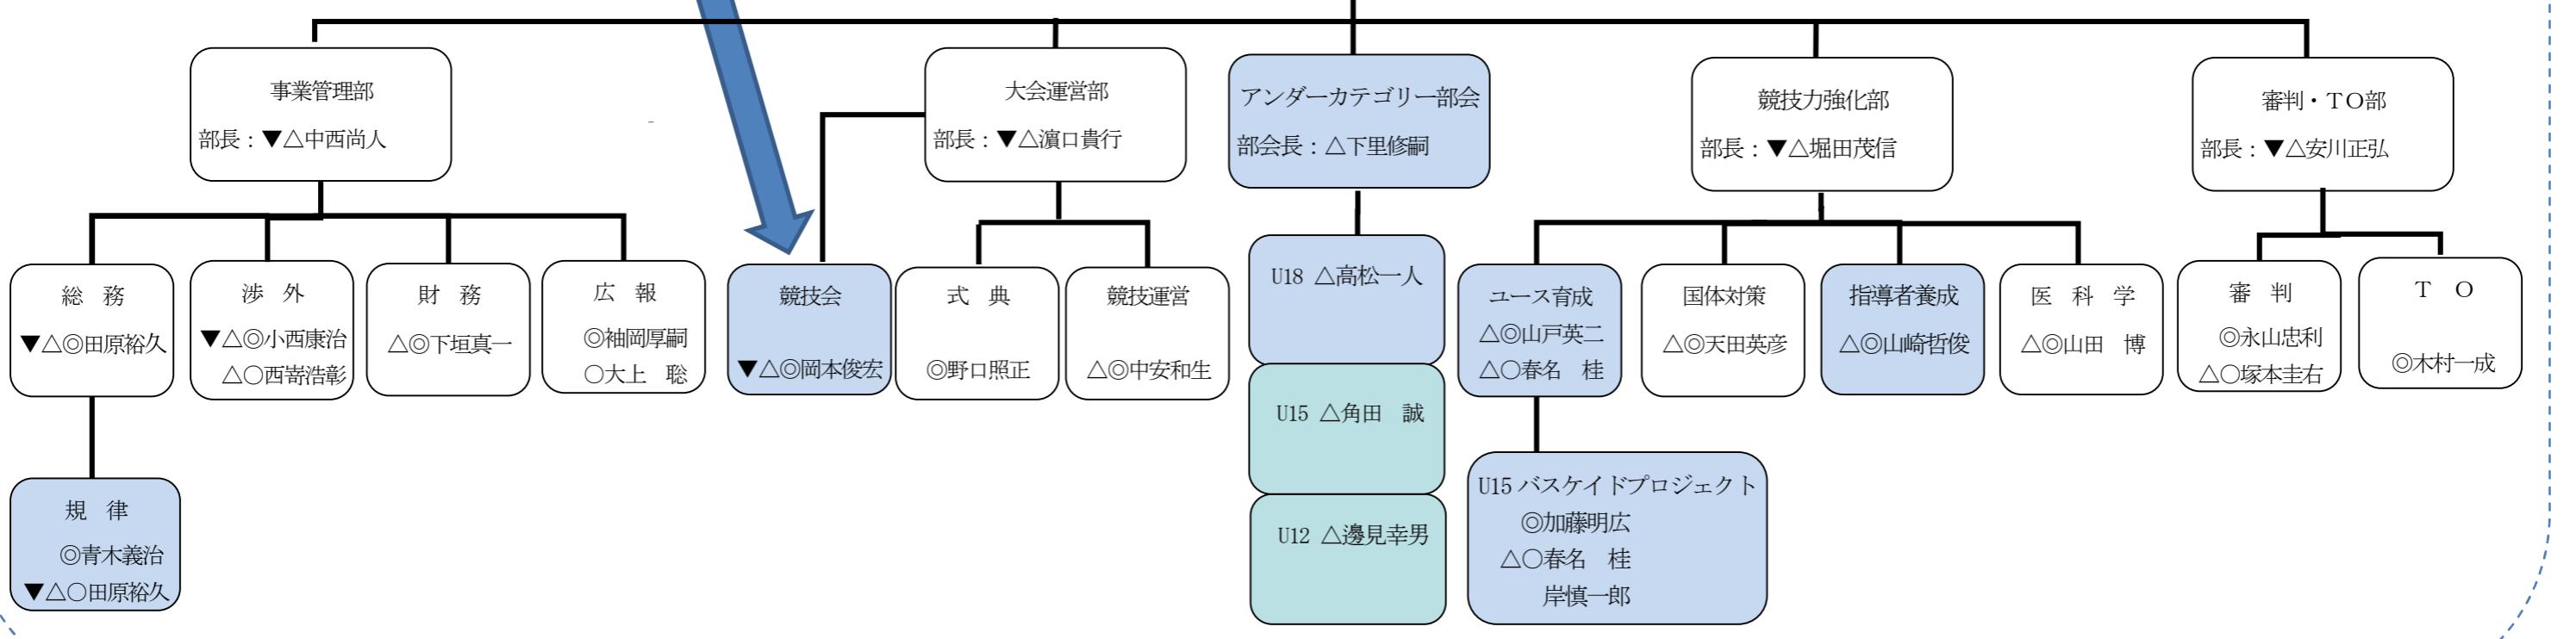 事業管理部
部長：▼△中西尚人
大会運営部
部長：▼△濵口貴行
アンダーカテゴリー部会
部会長：△下里修嗣
競技力強化部
部長：▼△堀田茂信
審判・ＴＯ部
部長：▼△安川正弘
総　務
▼△◎田原裕久
渉　外
▼△◎小西康治
△○西嵜浩彰
財　務
△◎下垣真一
広　報
◎袖岡厚嗣
○大上　聡
競技会
▼△◎岡本俊宏
式　典
◎野口照正
競技運営
△◎中安和生
U18 △高松一人
U15 △角田　誠
U12 △邊見幸男
ユース育成
△◎山戸英二
△○春名　桂
国体対策
△◎天田英彦
指導者養成
△◎山崎哲俊
医　科　学
△◎山田　博
審　判
◎永山忠利
△○塚本圭右
Ｔ　Ｏ
◎木村一成
規　律
◎青木義治
▼△○田原裕久
U15 バスケイドプロジェクト
◎加藤明広
△○春名　桂
岸慎一郎